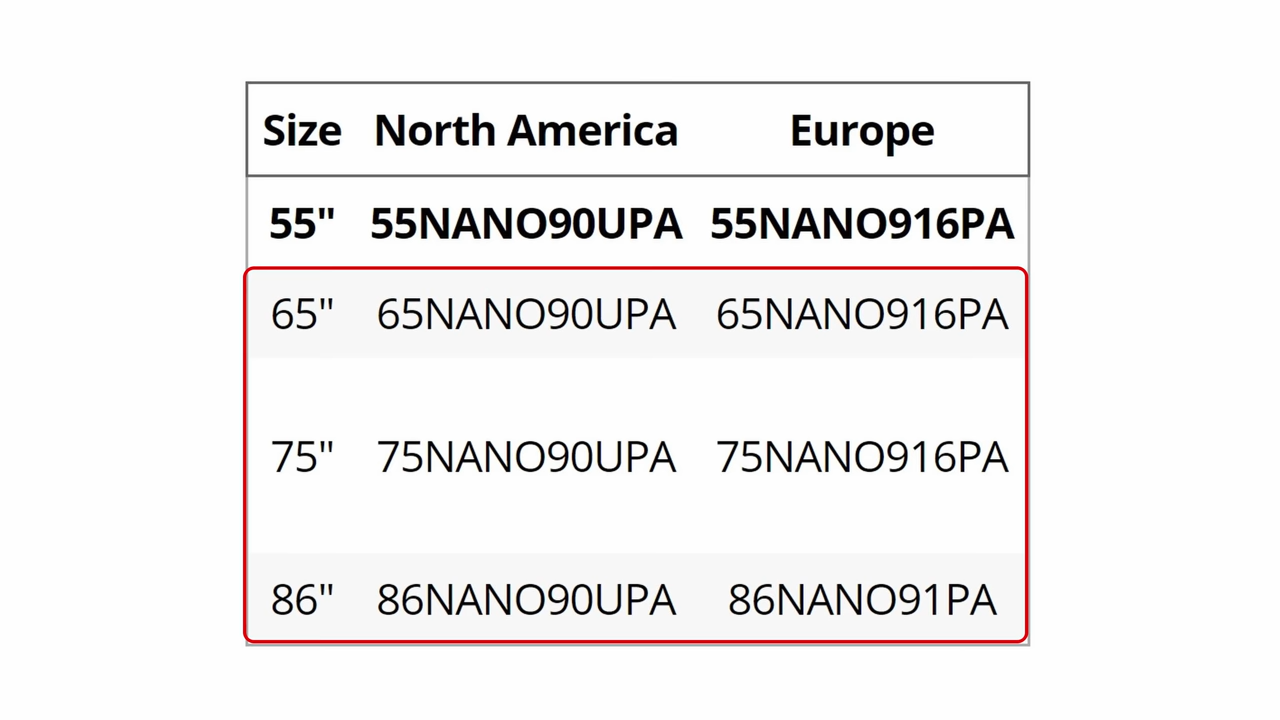 Size North America Europe
55" 55NANO90UPA 55NANO916PA
65" 65NANO90UPA 65NANO916PA
75" 75NANO90UPA 75NANO916PA
86" 86NANO90UPA 86NANO91PA